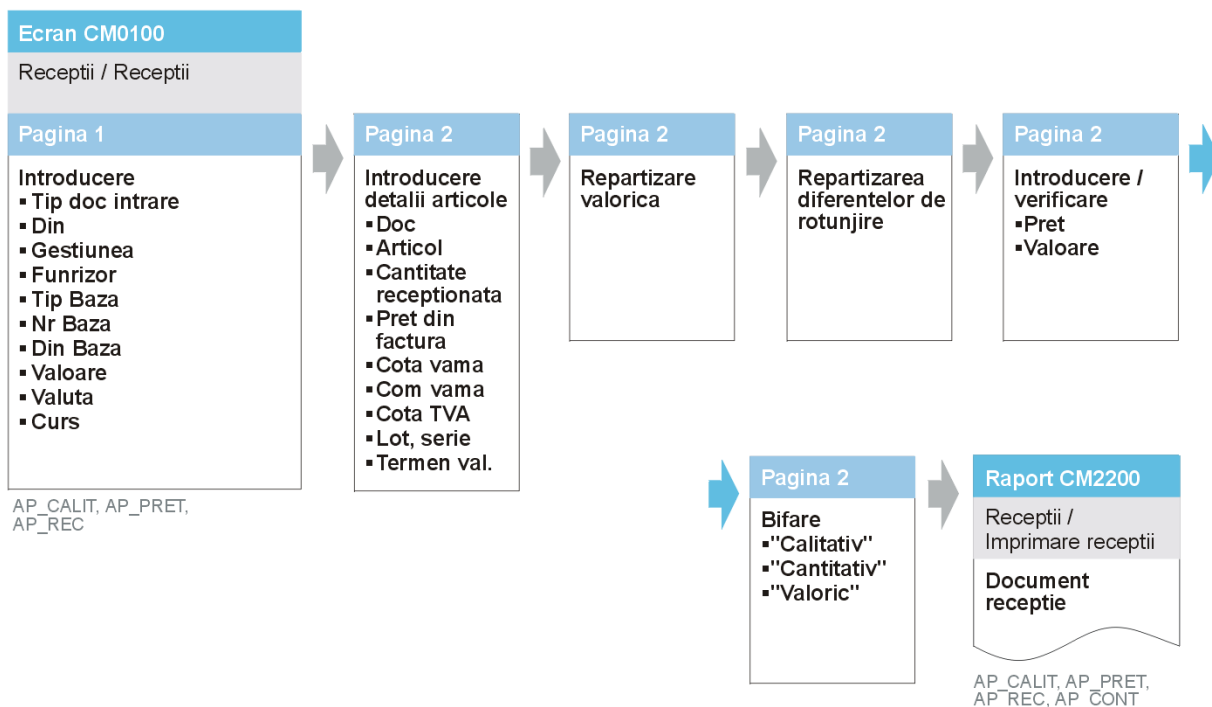 Ecran CM0100
Receptii / Receptii
Pagina 1
Introducere
▪ Tip doc intrare
▪ Din
▪ Gestiunea
▪ Funrizor
▪ Tip Baza
▪ Nr Baza
▪ Din Baza
▪ Valoare
▪ Valuta
▪ Curs
AP_CALIT, AP_PRET,
AP_REC
Pagina 2
Introducere
detalii articole
▪ Doc
▪ Articol
▪ Cantitate
receptionata
▪ Pret din
factura
▪ Cota vama
▪ Com vama
▪ Cota TVA
▪ Lot, serie
▪ Termen val.
Pagina 2
Repartizare
valorica
Pagina 2
Repartizarea
diferentelor de
rotunjire
Pagina 2
Introducere /
verificare
▪ Pret
▪ Valoare
Pagina 2
Bifare
▪ "Calitativ"
▪ "Cantitativ"
▪ "Valoric"
Raport CM2200
Receptii /
Imprimare receptii
Document
receptie
AP_CALIT, AP_PRET,
AP_REC, AP_CONT